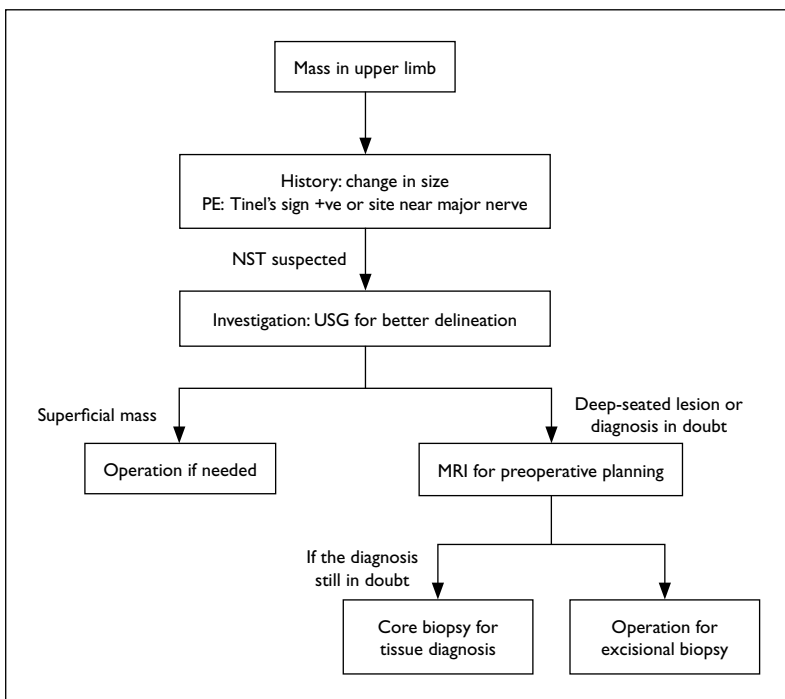 Mass in upper limb
History: change in size
PE: Tinel's sign +ve or site near major nerve
NST suspected
Investigation: USG for better delineation
Superficial mass
Deep-seated lesion or
diagnosis in doubt
Operation if needed
MRI for preoperative planning
If the diagnosis
still in doubt
Core biopsy for
tissue diagnosis
Operation for
excisional biopsy